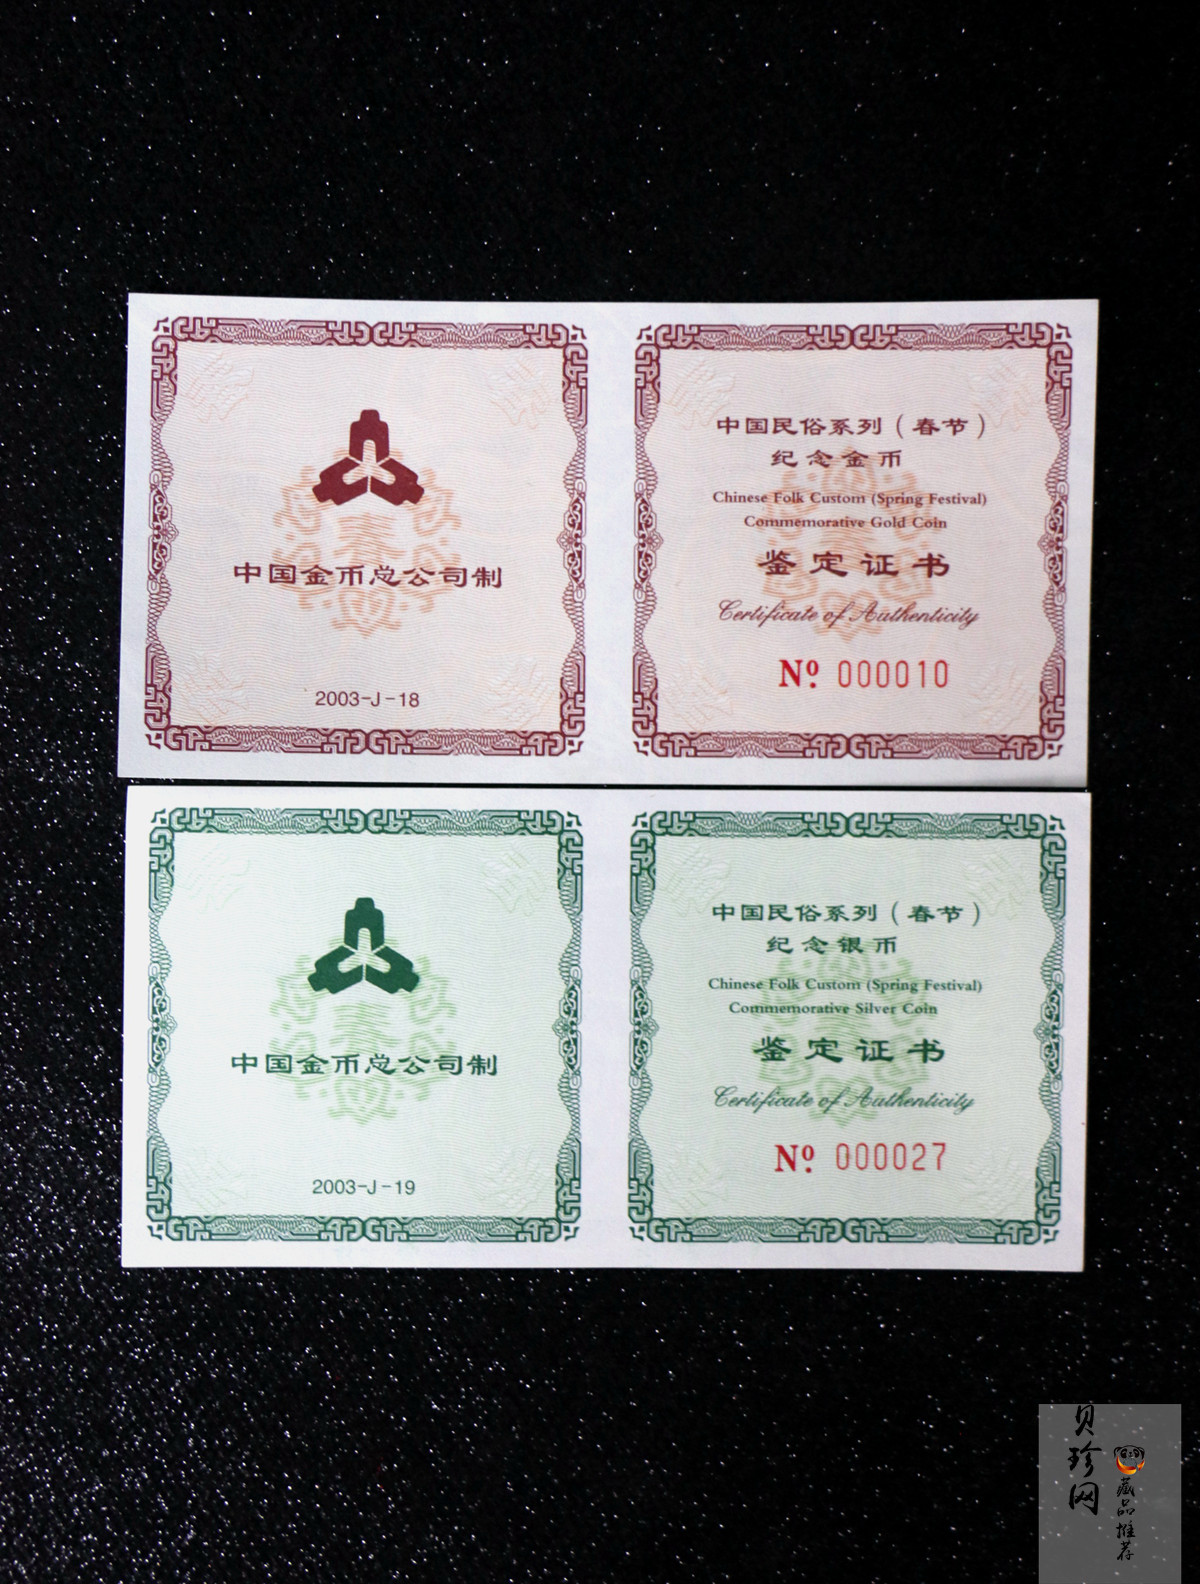 中国金币总公司制
2003-J-18
中国民俗系列（春节）
纪念金币
Chinese Folk Custom (Spring Festival)
Commemorative Gold Coin
鉴定证书
Certificate of Authenticity
Nº 000010
中国金币总公司制
2003-J-19
中国民俗系列（春节）
纪念银币
Chinese Folk Custom (Spring Festival)
Commemorative Silver Coin
鉴定证书
Certificate of Authenticity
Nº 000027
贝珍网
藏品推荐